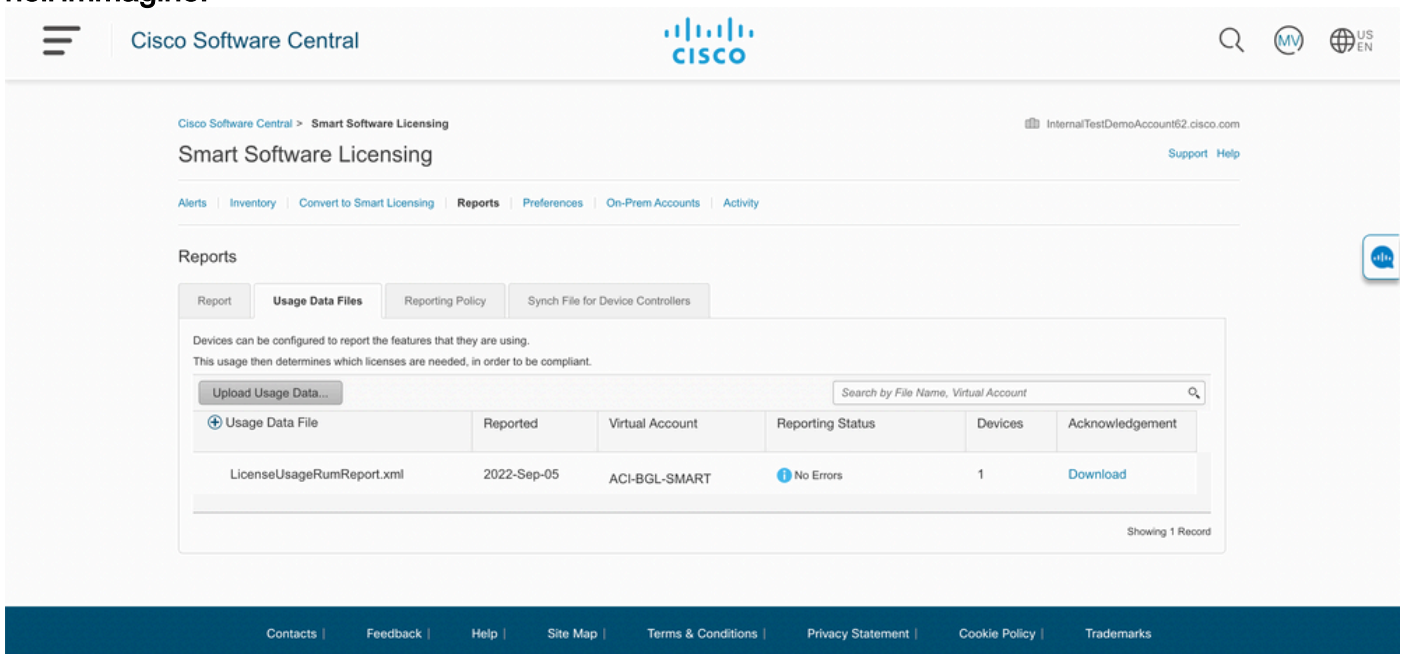 nell'immagine.
Cisco Software Central
CISCO
MV
US
EN
Cisco Software Central > Smart Software Licensing
InternalTestDemoAccount62.cisco.com
Smart Software Licensing
Support Help
Alerts | Inventory | Convert to Smart Licensing | Reports | Preferences | On-Prem Accounts | Activity
Reports
Report
Usage Data Files
Reporting Policy
Synch File for Device Controllers
Devices can be configured to report the features that they are using.
This usage then determines which licenses are needed, in order to be compliant.
Upload Usage Data...
Search by File Name, Virtual Account
Usage Data File
Reported
Virtual Account
Reporting Status
Devices
Acknowledgement
LicenseUsageRumReport.xml
2022-Sep-05
ACI-BGL-SMART
No Errors
1
Download
Showing 1 Record
Contacts | Feedback | Help | Site Map | Terms & Conditions | Privacy Statement | Cookie Policy | Trademarks